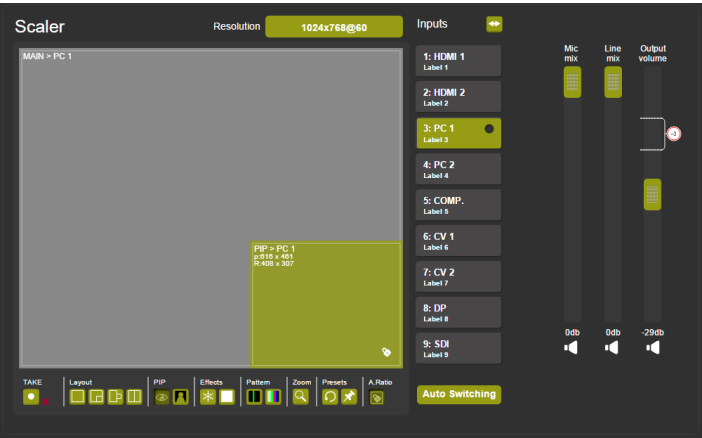 Scaler
Resolution
1024x768@60
Inputs
MAIN > PC 1
PIP > PC 1
p:616 x 461
R:408 x 307
1: HDMI 1
Label 1
2: HDMI 2
Label 2
3: PC 1
Label 3
4: PC 2
Label 4
5: COMP.
Label 5
6: CV 1
Label 6
7: CV 2
Label 7
8: DP
Label 8
9: SDI
Label 9
Auto Switching
Mic mix
Line mix
Output volume
-3
0db
0db
-29db
TAKE
Layout
PIP
Effects
Pattern
Zoom
Presets
A.Ratio